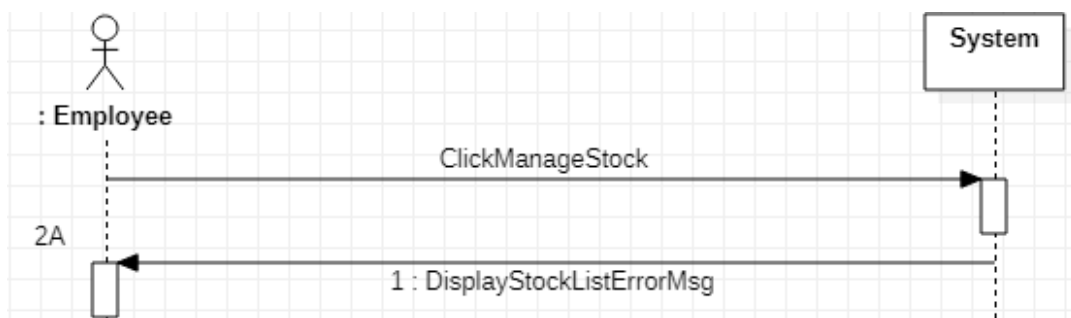 System
: Employee
ClickManageStock
2A
1 : DisplayStockListErrorMsg